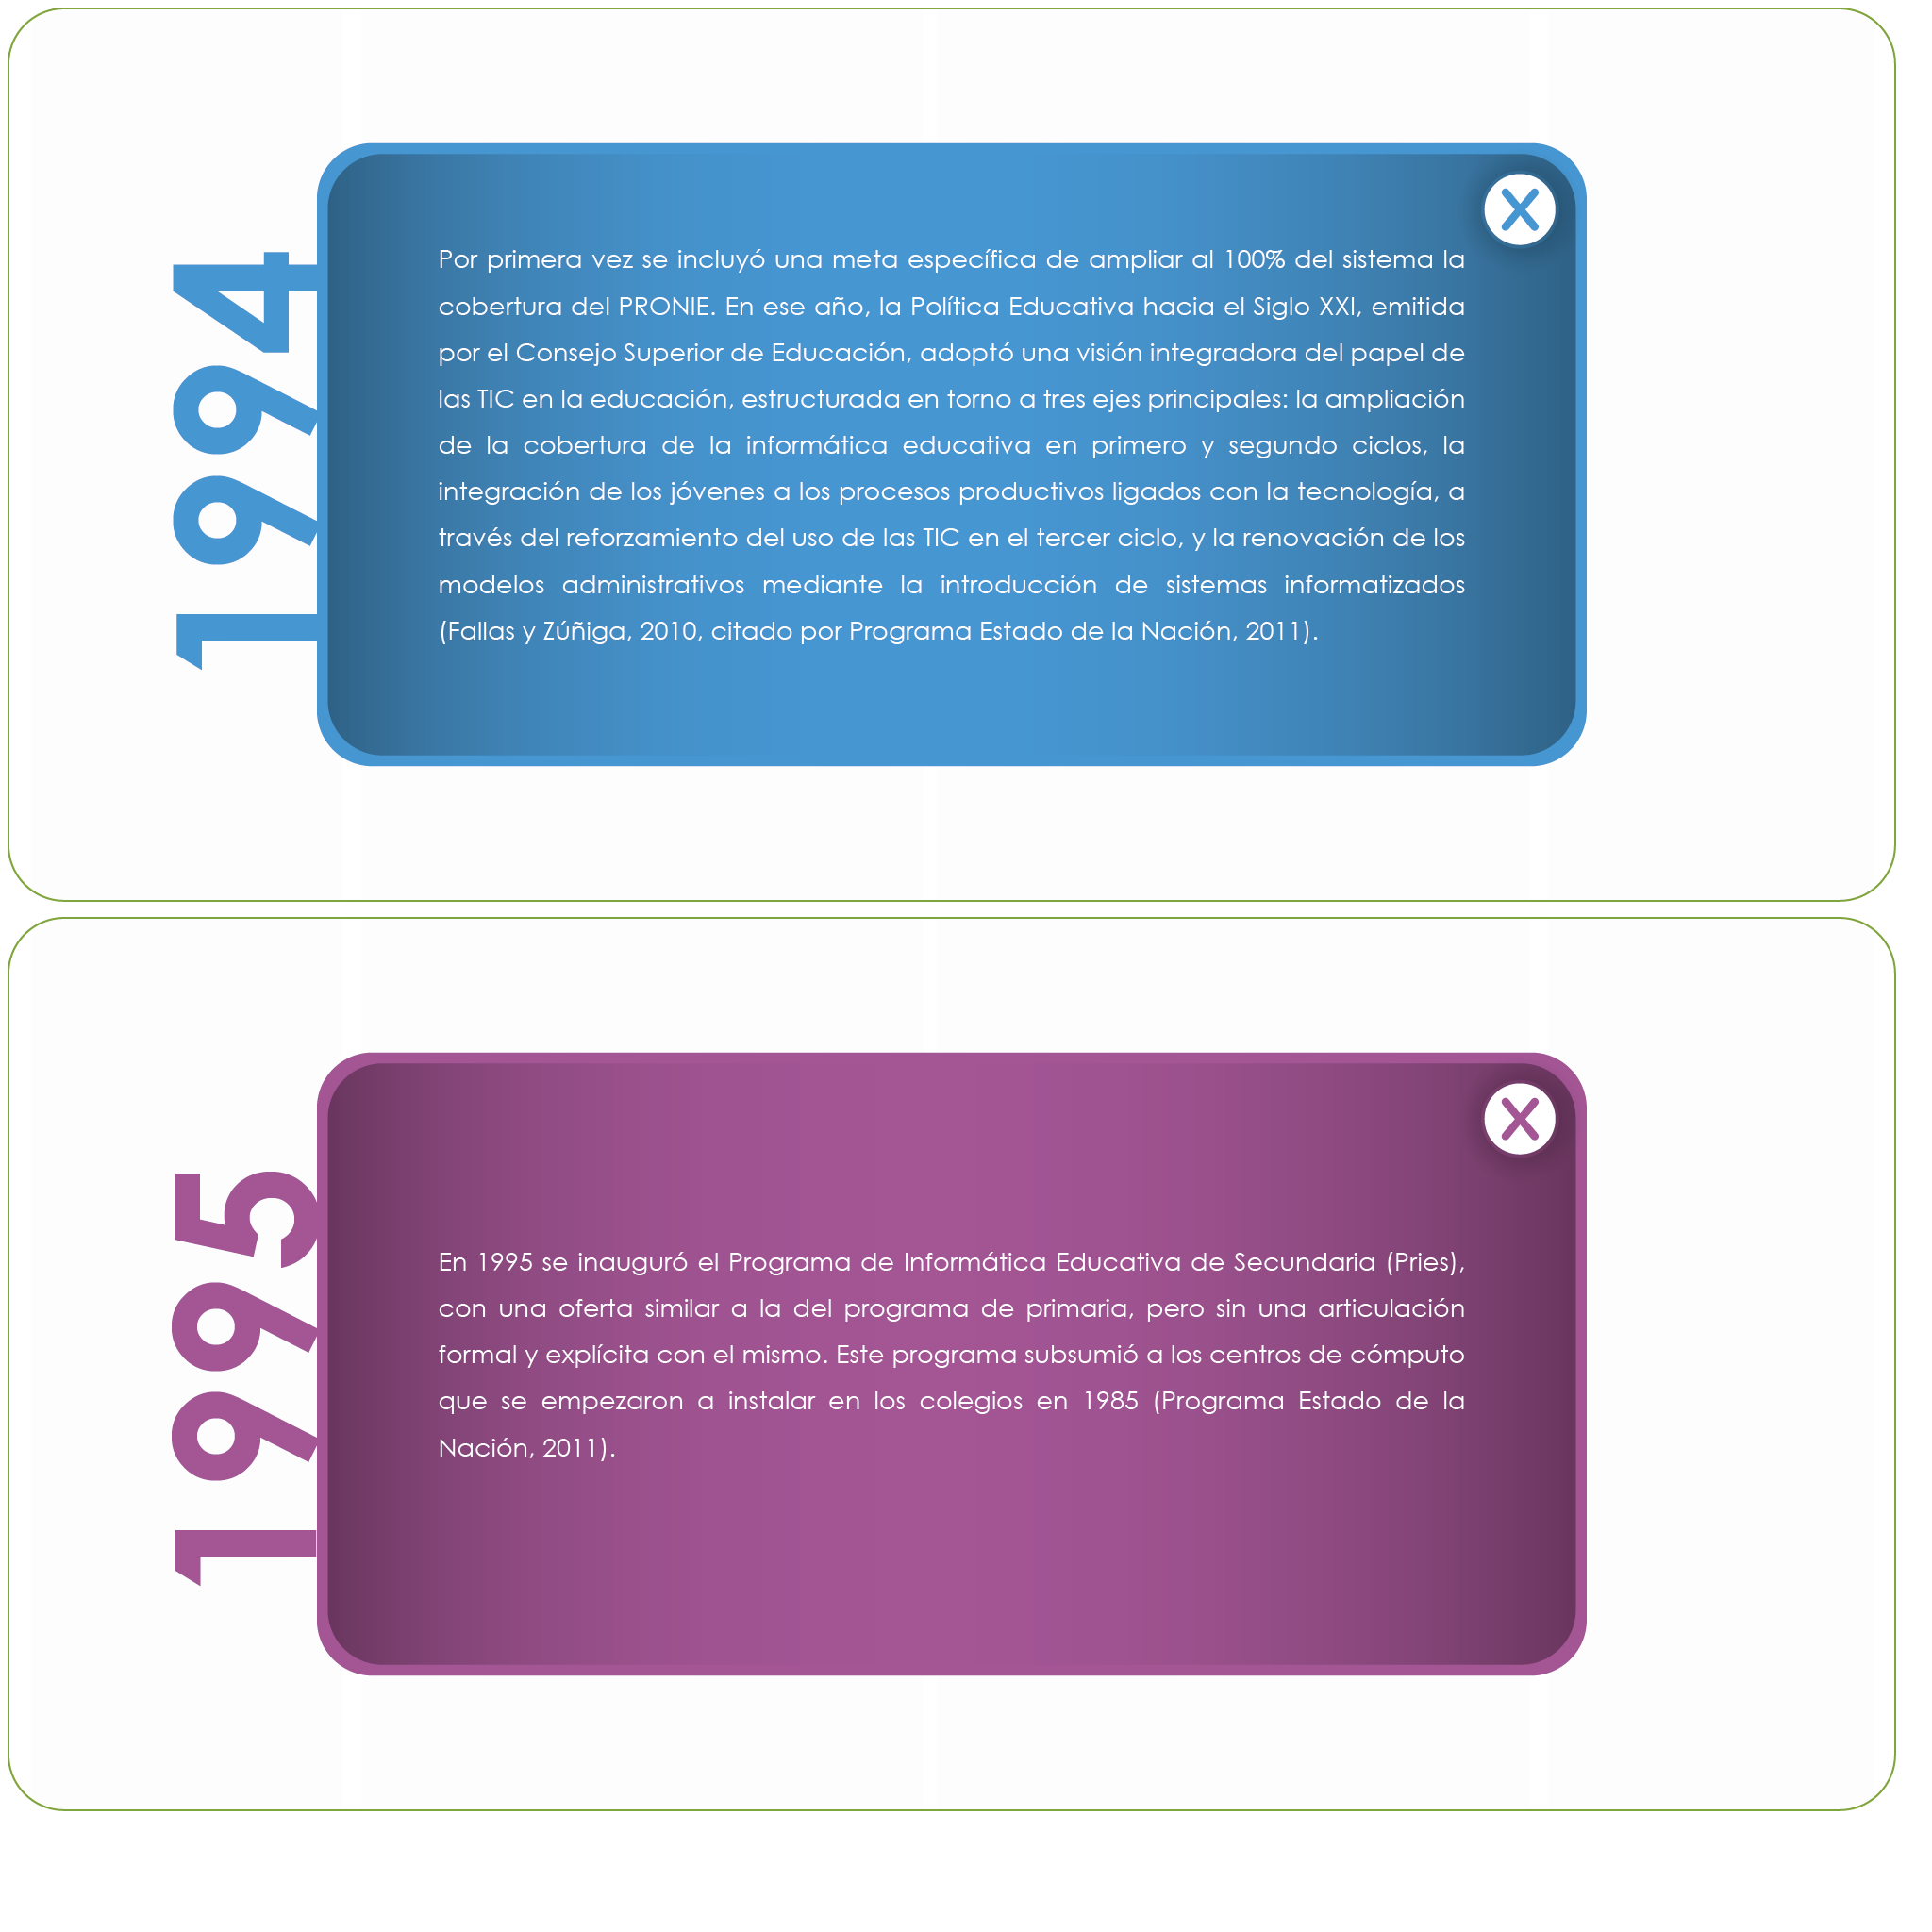 1994
X
Por primera vez se incluyó una meta específica de ampliar al 100% del sistema la
cobertura del PRONIE. En ese año, la Política Educativa hacia el Siglo XXI, emitida
por el Consejo Superior de Educación, adoptó una visión integradora del papel de
las TIC en la educación, estructurada en torno a tres ejes principales: la ampliación
de la cobertura de la informática educativa en primero y segundo ciclos, la
integración de los jóvenes a los procesos productivos ligados con la tecnología, a
través del reforzamiento del uso de las TIC en el tercer ciclo, y la renovación de los
modelos administrativos mediante la introducción de sistemas informatizados
(Fallas y Zúñiga, 2010, citado por Programa Estado de la Nación, 2011).
1995
X
En 1995 se inauguró el Programa de Informática Educativa de Secundaria (Pries),
con una oferta similar a la del programa de primaria, pero sin una articulación
formal y explícita con el mismo. Este programa subsumió a los centros de cómputo
que se empezaron a instalar en los colegios en 1985 (Programa Estado de la
Nación, 2011).